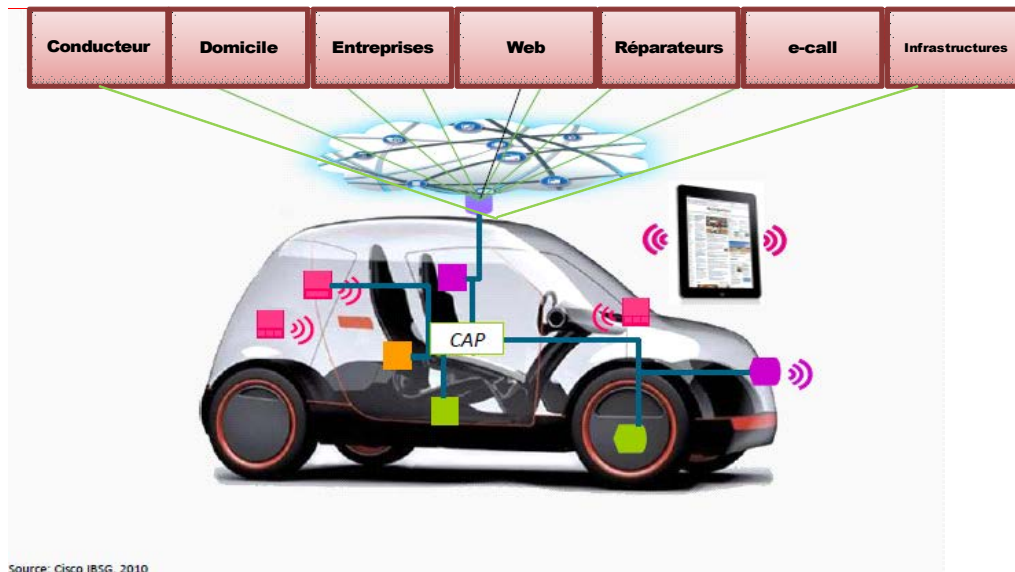 Conducteur
Domicile
Entreprises
Web
Réparateurs
e-call
Infrastructures
CAP
Source: Cisco IBSG, 2010